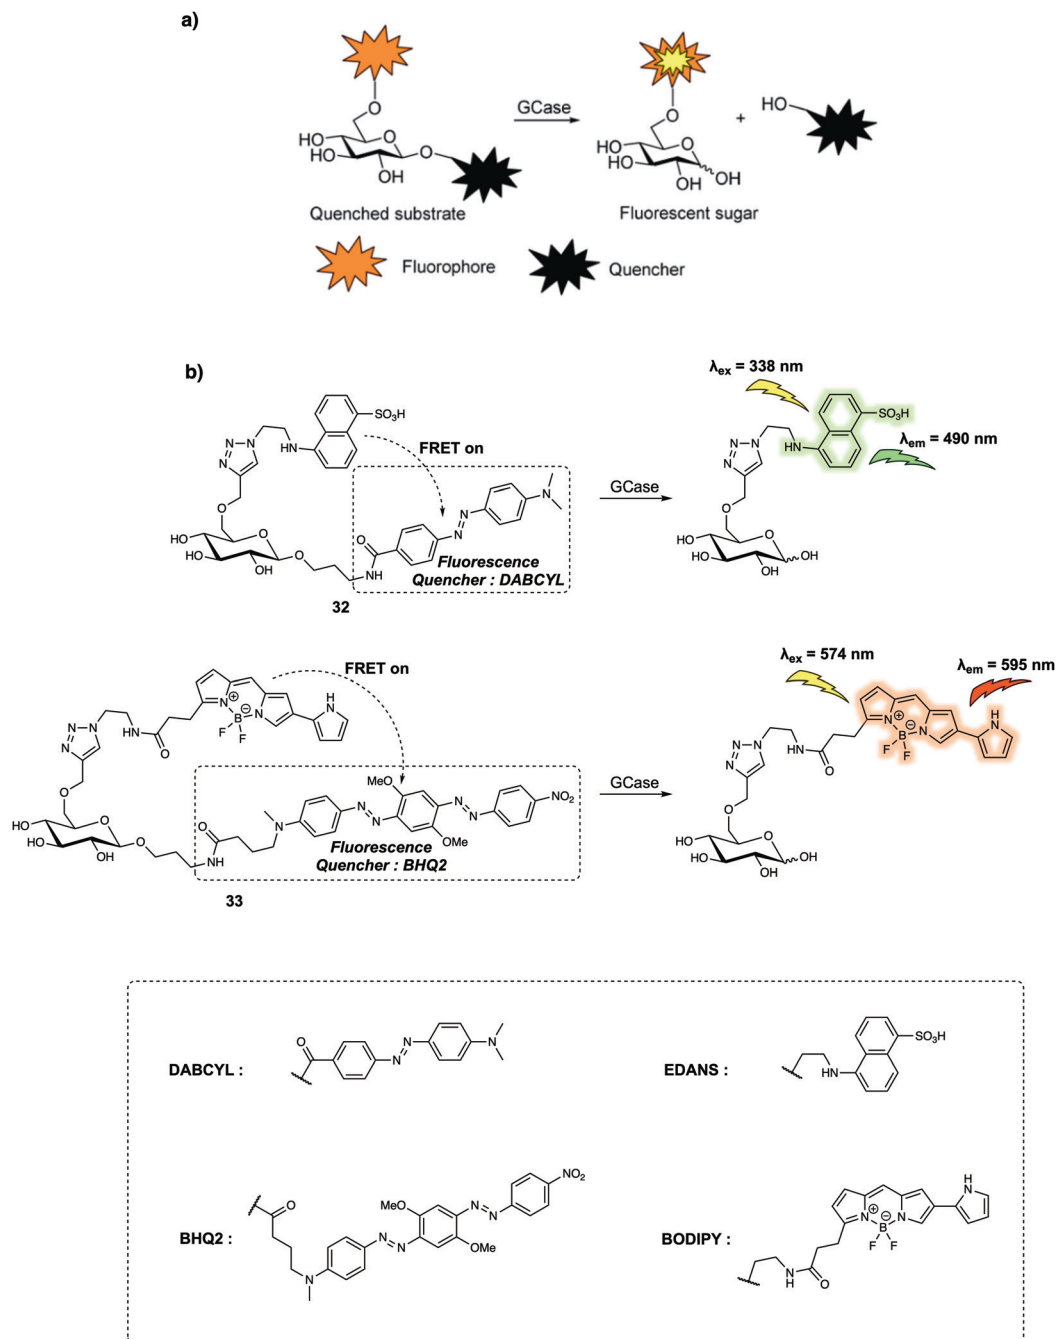 a)
O
GCase
HO
HO
HO
O
O
OH
O
HO
HO
O
OH
OH
+
HO
Quenched substrate
Fluorescent sugar
Fluorophore
Quencher
b)
λex = 338 nm
SO₃H
FRET on
N=N
N
HN
SO₃H
λem = 490 nm
N=N
N
HN
GCase
O
N
N
N
O
HO
HO
O
OH
O
NH
Fluorescence
Quencher : DABCYL
O
HO
HO
O
OH
OH
32
λex = 574 nm
λem = 595 nm
FRET on
N⊕
B⊖
N
F
F
H
N
N=N
N
HN
O
N⊕
B⊖
N
F
F
H
N
N=N
N
HN
O
GCase
MeO
N
N
N
N
NO₂
OMe
N
O
HO
HO
O
OH
O
NH
O
Fluorescence
Quencher : BHQ2
O
HO
HO
O
OH
OH
33
DABCYL :
O
N
N
N
EDANS :
HN
SO₃H
BHQ2 :
O
MeO
N
N
N
N
NO₂
OMe
N
BODIPY :
N⊕
B⊖
N
F
F
H
N
N
H
O